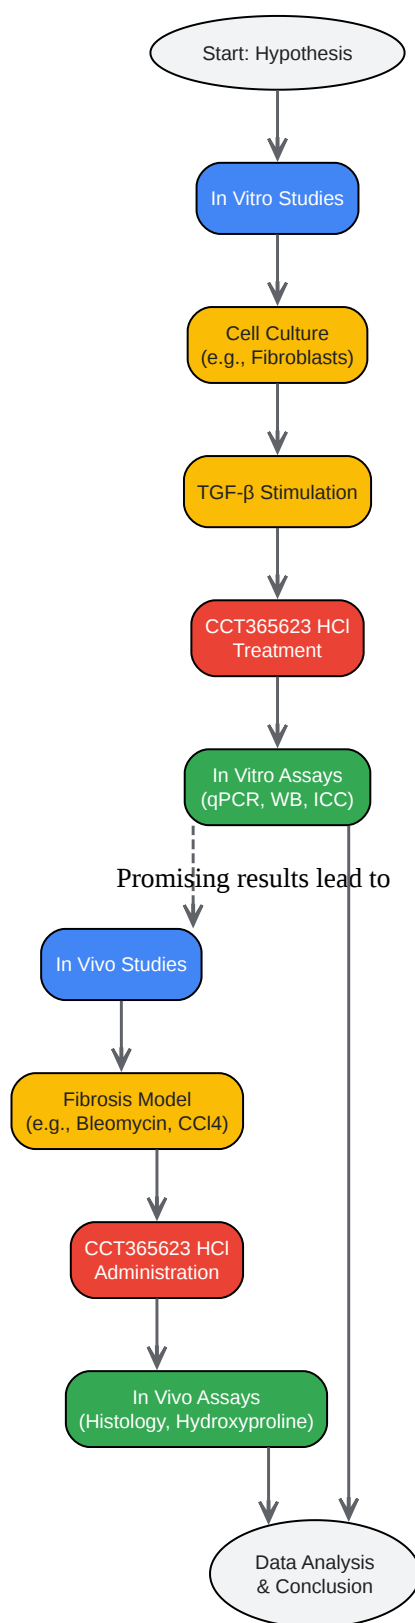 Start: Hypothesis
In Vitro Studies
Cell Culture
(e.g., Fibroblasts)
TGF-β Stimulation
CCT365623 HCl
Treatment
In Vitro Assays
(qPCR, WB, ICC)
Promising results lead to
In Vivo Studies
Fibrosis Model
(e.g., Bleomycin, CCl4)
CCT365623 HCl
Administration
In Vivo Assays
(Histology, Hydroxyproline)
Data Analysis
& Conclusion